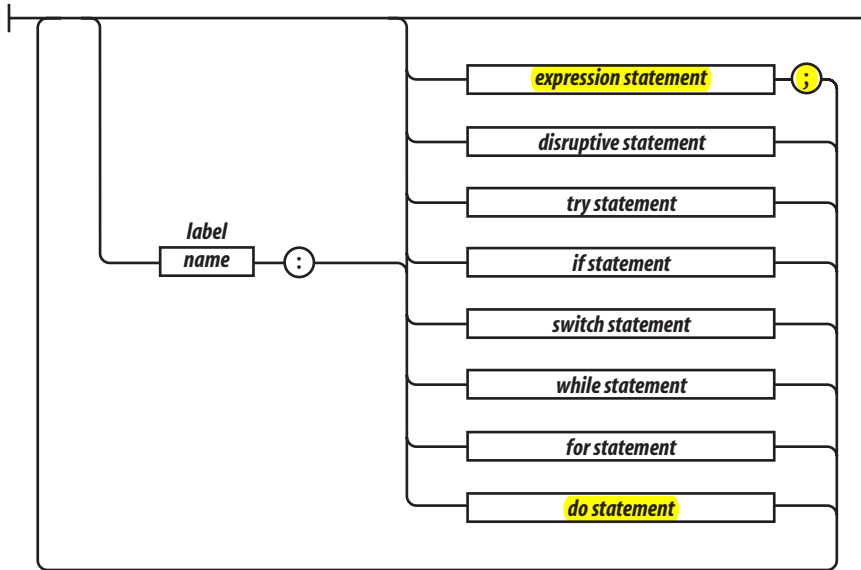 expression statement ;
disruptive statement
try statement
label
name :
if statement
switch statement
while statement
for statement
do statement